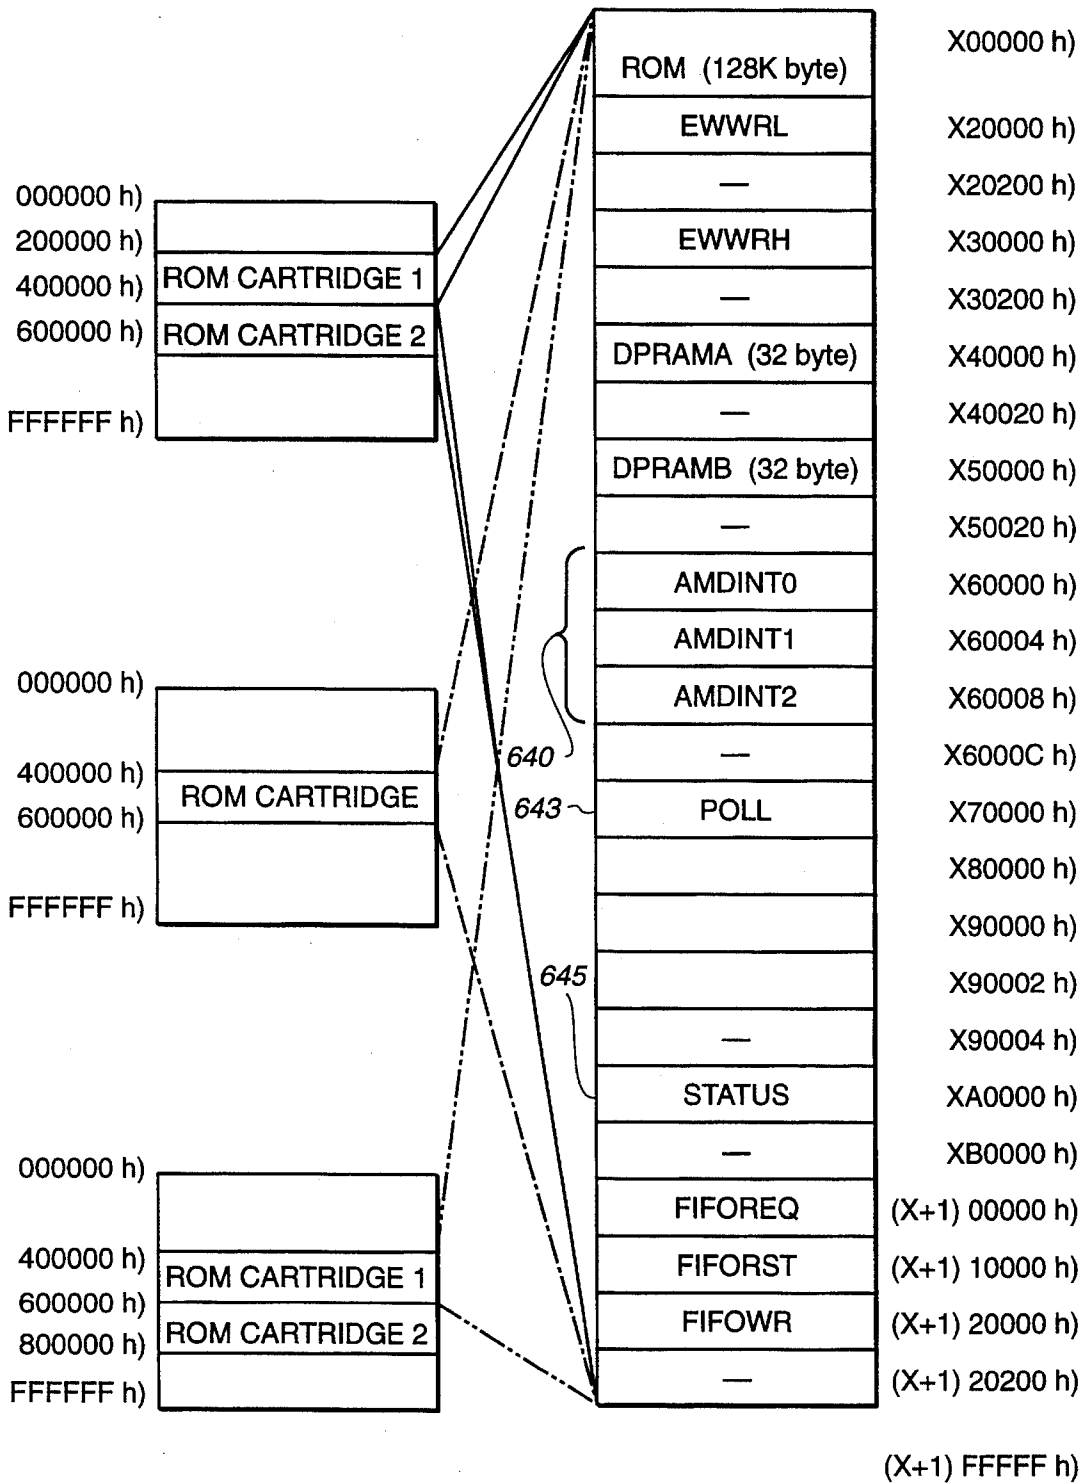 000000 h)
200000 h)
400000 h)
600000 h)
FFFFFF h)
ROM CARTRIDGE 1
ROM CARTRIDGE 2
000000 h)
400000 h)
600000 h)
FFFFFF h)
ROM CARTRIDGE
000000 h)
400000 h)
600000 h)
800000 h)
FFFFFF h)
ROM CARTRIDGE 1
ROM CARTRIDGE 2
640
643
645
ROM (128K byte) X00000 h)
EWWRL X20000 h)
— X20200 h)
EWWRH X30000 h)
— X30200 h)
DPRAMA (32 byte) X40000 h)
— X40020 h)
DPRAMB (32 byte) X50000 h)
— X50020 h)
AMDINT0 X60000 h)
AMDINT1 X60004 h)
AMDINT2 X60008 h)
— X6000C h)
POLL X70000 h)
X80000 h)
X90000 h)
X90002 h)
— X90004 h)
STATUS XA0000 h)
— XB0000 h)
FIFOREQ (X+1) 00000 h)
FIFORST (X+1) 10000 h)
FIFOWR (X+1) 20000 h)
— (X+1) 20200 h)
(X+1) FFFFF h)